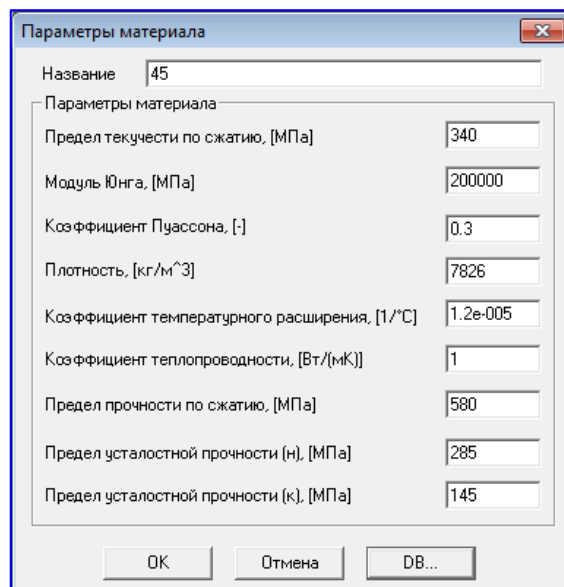 Параметры материала
Название 45
Параметры материала
Предел текучести по сжатию, [МПа] 340
Модуль Юнга, [МПа] 200000
Коэффициент Пуассона, [-] 0.3
Плотность, [кг/м^3] 7826
Коэффициент температурного расширения, [1/°C] 1.2e-005
Коэффициент теплопроводности, [Вт/(мК)] 1
Предел прочности по сжатию, [МПа] 580
Предел усталостной прочности (н), [МПа] 285
Предел усталостной прочности (к), [МПа] 145
OK Отмена DB...